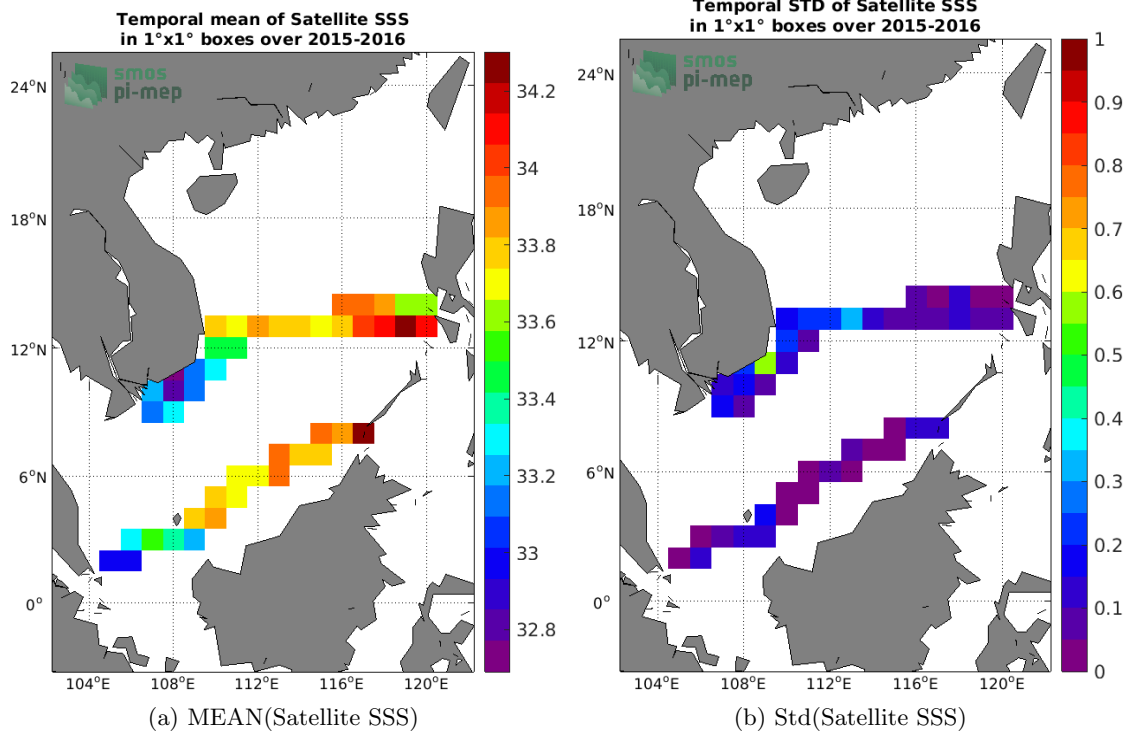 Temporal mean of Satellite SSS
in 1°x1° boxes over 2015-2016
smos
pi-mep
24°N
18°N
12°N
6°N
0°
104°E
108°E
112°E
116°E
120°E
34.2
34
33.8
33.6
33.4
33.2
33
32.8
(a) MEAN(Satellite SSS)
Temporal STD of Satellite SSS
in 1°x1° boxes over 2015-2016
smos
pi-mep
24°N
18°N
12°N
6°N
0°
104°E
108°E
112°E
116°E
120°E
1
0.9
0.8
0.7
0.6
0.5
0.4
0.3
0.2
0.1
0
(b) Std(Satellite SSS)